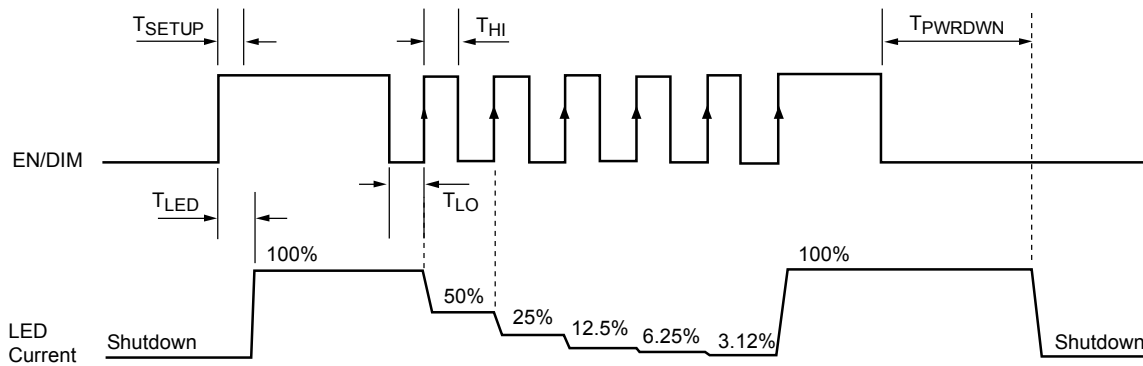 TSETUP
THI
TPWRDWN
EN/DIM
TLED
TLO
100%
50%
25%
12.5%
6.25%
3.12%
100%
LED
Current
Shutdown
Shutdown